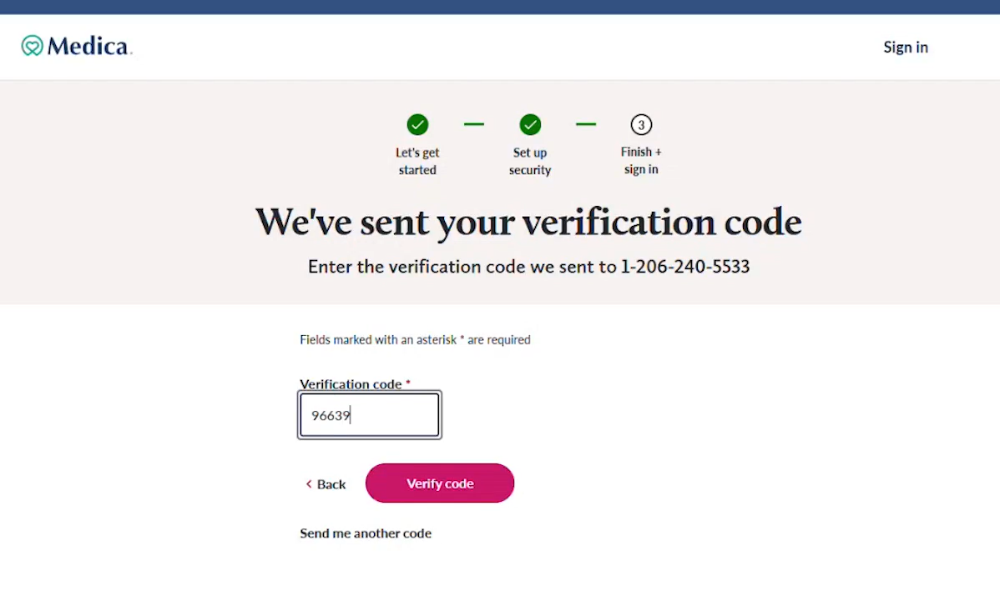 Medica.
Sign in
3
Let's get
started
Set up
security
Finish +
sign in
We've sent your verification code
Enter the verification code we sent to 1-206-240-5533
Fields marked with an asterisk * are required
Verification code *
96639
< Back
Verify code
Send me another code